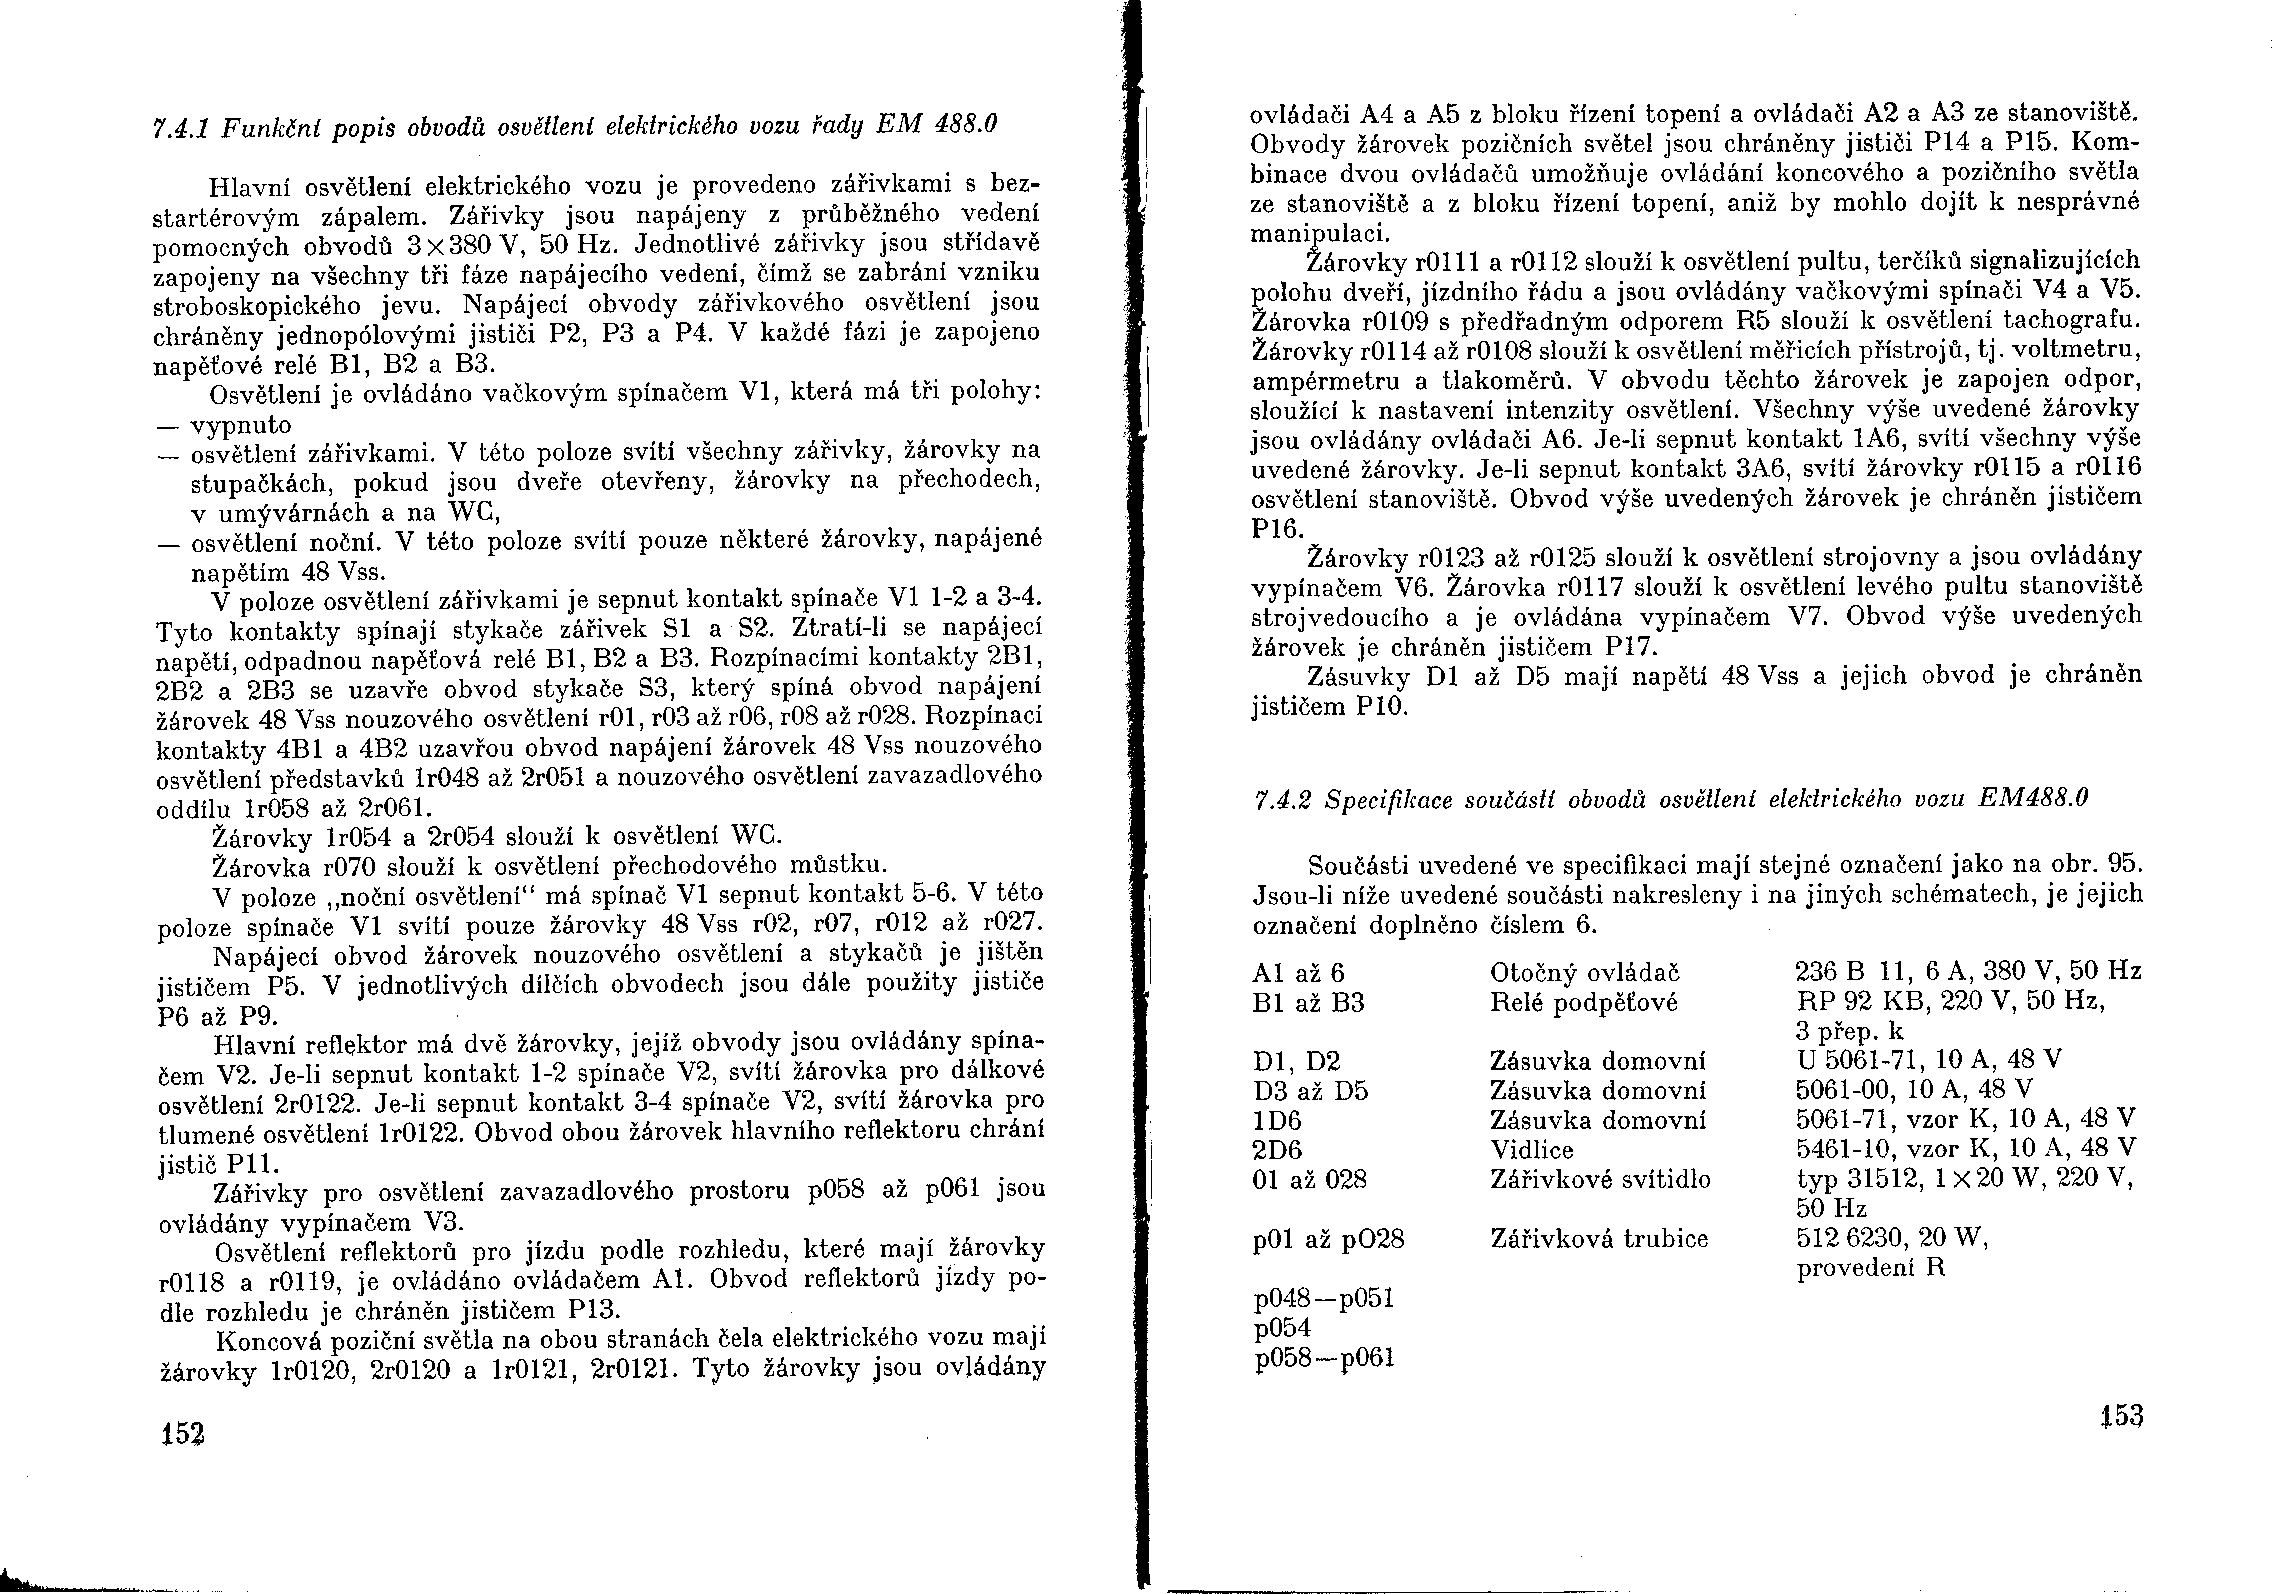 7.4.1 Funkční popis obvodů osvětlení elektrického vozu řady EM 488.0
Hlavní osvětlení elektrického vozu je provedeno zářivkami s bez-
startérovým zápalem. Zářivky jsou napájeny z průběžného vedení
pomocných obvodů 3×380 V, 50 Hz. Jednotlivé zářivky jsou střídavě
zapojeny na všechny tři fáze napájecího vedení, čímž se zabrání vzniku
stroboskopického jevu. Napájecí obvody zářivkového osvětlení jsou
chráněny jednopólovými jističi P2, P3 a P4. V každé fázi je zapojeno
napěťové relé B1, B2 a B3.
Osvětlení je ovládáno vačkovým spínačem V1, která má tři polohy:
— vypnuto
— osvětlení zářivkami. V této poloze svítí všechny zářivky, žárovky na
stupačkách, pokud jsou dveře otevřeny, žárovky na přechodech,
v umývárnách a na WC,
— osvětlení noční. V této poloze svítí pouze některé žárovky, napájené
napětím 48 Vss.
V poloze osvětlení zářivkami je sepnut kontakt spínače V1 1-2 a 3-4.
Tyto kontakty spínají stykače zářivek S1 a S2. Ztratí-li se napájecí
napětí, odpadnou napěťová relé B1, B2 a B3. Rozpínacími kontakty 2B1,
2B2 a 2B3 se uzavře obvod stykače S3, který spíná obvod napájení
žárovek 48 Vss nouzového osvětlení r01, r03 až r06, r08 až r028. Rozpínací
kontakty 4B1 a 4B2 uzavřou obvod napájení žárovek 48 Vss nouzového
osvětlení představků 1r048 až 2r051 a nouzového osvětlení zavazadlového
oddílu 1r058 až 2r061.
Žárovky 1r054 a 2r054 slouží k osvětlení WC.
Žárovka r070 slouží k osvětlení přechodového můstku.
V poloze „noční osvětlení“ má spínač V1 sepnut kontakt 5-6. V této
poloze spínače V1 svítí pouze žárovky 48 Vss r02, r07, r012 až r027.
Napájecí obvod žárovek nouzového osvětlení a stykačů je jištěn
jističem P5. V jednotlivých dílčích obvodech jsou dále použity jističe
P6 až P9.
Hlavní reflektor má dvě žárovky, jejíž obvody jsou ovládány spína-
čem V2. Je-li sepnut kontakt 1-2 spínače V2, svítí žárovka pro dálkové
osvětlení 2r0122. Je-li sepnut kontakt 3-4 spínače V2, svítí žárovka pro
tlumené osvětlení 1r0122. Obvod obou žárovek hlavního reflektoru chrání
jistič P11.
Zářivky pro osvětlení zavazadlového prostoru p058 až p061 jsou
ovládány vypínačem V3.
Osvětlení reflektorů pro jízdu podle rozhledu, které mají žárovky
r0118 a r0119, je ovládáno ovládačem A1. Obvod reflektorů jízdy po-
dle rozhledu je chráněn jističem P13.
Koncová poziční světla na obou stranách čela elektrického vozu mají
žárovky 1r0120, 2r0120 a 1r0121, 2r0121. Tyto žárovky jsou ovládány
152
ovládači A4 a A5 z bloku řízení topení a ovládači A2 a A3 ze stanoviště.
Obvody žárovek pozičních světel jsou chráněny jističi P14 a P15. Kom-
binace dvou ovládačů umožňuje ovládání koncového a pozičního světla
ze stanoviště a z bloku řízení topení, aniž by mohlo dojít k nesprávné
manipulaci.
Žárovky r0111 a r0112 slouží k osvětlení pultu, terčíků signalizujících
polohu dveří, jízdního řádu a jsou ovládány vačkovými spínači V4 a V5.
Žárovka r0109 s předřadným odporem R5 slouží k osvětlení tachografu.
Žárovky r0114 až r0108 slouží k osvětlení měřicích přístrojů, tj. voltmetru,
ampérmetru a tlakoměrů. V obvodu těchto žárovek je zapojen odpor,
sloužící k nastavení intenzity osvětlení. Všechny výše uvedené žárovky
jsou ovládány ovládači A6. Je-li sepnut kontakt 1A6, svítí všechny výše
uvedené žárovky. Je-li sepnut kontakt 3A6, svítí žárovky r0115 a r0116
osvětlení stanoviště. Obvod výše uvedených žárovek je chráněn jističem
P16.
Žárovky r0123 až r0125 slouží k osvětlení strojovny a jsou ovládány
vypínačem V6. Žárovka r0117 slouží k osvětlení levého pultu stanoviště
strojvedoucího a je ovládána vypínačem V7. Obvod výše uvedených
žárovek je chráněn jističem P17.
Zásuvky D1 až D5 mají napětí 48 Vss a jejich obvod je chráněn
jističem P10.
7.4.2 Specifikace součástí obvodů osvětlení elektrického vozu EM488.0
Součásti uvedené ve specifikaci mají stejné označení jako na obr. 95.
Jsou-li níže uvedené součásti nakresleny i na jiných schématech, je jejich
označení doplněno číslem 6.
A1 až 6 Otočný ovládač 236 B 11, 6 A, 380 V, 50 Hz
B1 až B3 Relé podpěťové RP 92 KB, 220 V, 50 Hz,
3 přep. k
D1, D2 Zásuvka domovní U 5061-71, 10 A, 48 V
D3 až D5 Zásuvka domovní 5061-00, 10 A, 48 V
1D6 Zásuvka domovní 5061-71, vzor K, 10 A, 48 V
2D6 Vidlice 5461-10, vzor K, 10 A, 48 V
01 až 028 Zářivkové svítidlo typ 31512, 1×20 W, 220 V,
50 Hz
p01 až pO28 Zářivková trubice 512 6230, 20 W,
provedení R
p048—p051
p054
p058—p061
153